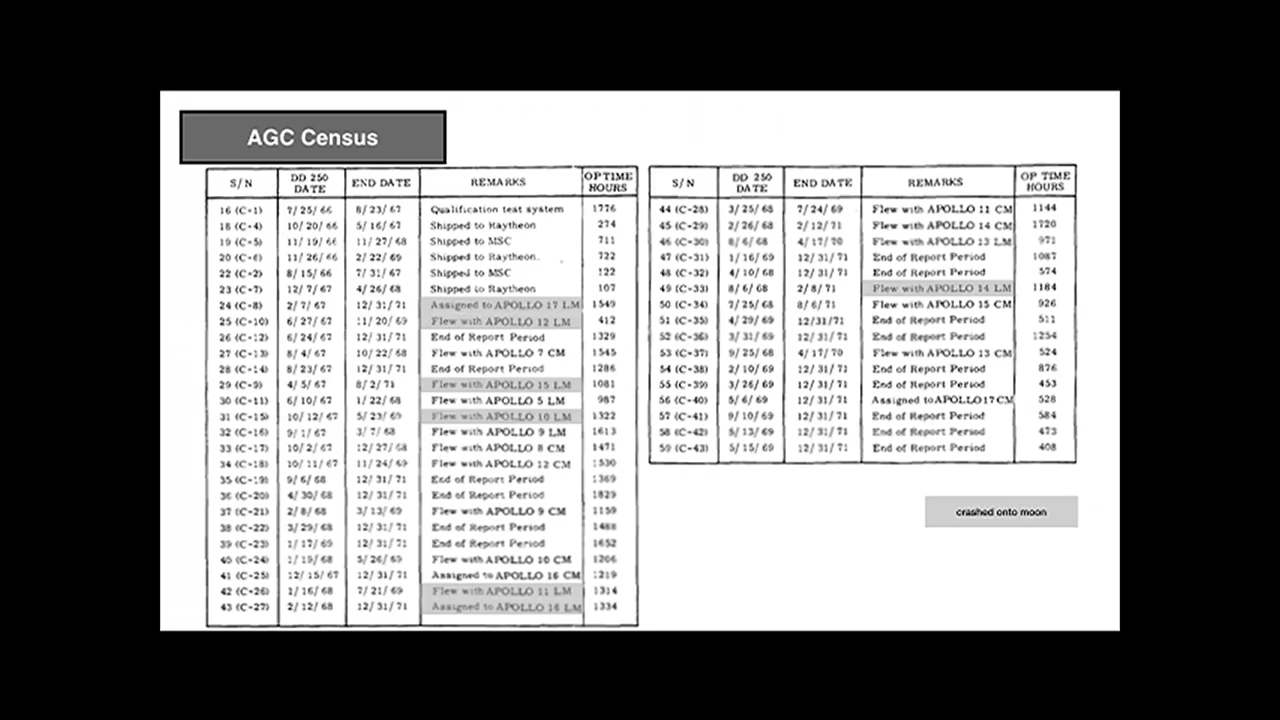 AGC Census
S/N DD 250 DATE END DATE REMARKS OP TIME HOURS
16 (C-1) 7/25/66 8/23/67 Qualification test system 1776
18 (C-4) 10/20/66 5/16/67 Shipped to Raytheon 274
19 (C-5) 11/19/66 11/27/68 Shipped to MSC 711
20 (C-6) 11/26/66 2/22/69 Shipped to Raytheon. 722
22 (C-2) 8/15/66 7/31/67 Shipped to MSC 122
23 (C-7) 12/7/67 4/26/68 Shipped to Raytheon 107
24 (C-8) 2/7/67 12/31/71 Assigned to APOLLO 17 LM 1549
25 (C-10) 6/27/67 11/20/69 Flew with APOLLO 12 LM 412
26 (C-12) 6/24/67 12/31/71 End of Report Period 1329
27 (C-13) 8/4/67 10/22/68 Flew with APOLLO 7 CM 1545
28 (C-14) 8/23/67 12/31/71 End of Report Period 1286
29 (C-9) 4/5/67 8/2/71 Flew with APOLLO 15 LM 1081
30 (C-11) 6/10/67 1/22/68 Flew with APOLLO 5 LM 987
31 (C-15) 10/12/67 5/23/69 Flew with APOLLO 10 LM 1322
32 (C-16) 9/1/67 3/7/68 Flew with APOLLO 9 LM 1613
33 (C-17) 10/2/67 12/27/68 Flew with APOLLO 8 CM 1471
34 (C-18) 10/11/67 11/24/69 Flew with APOLLO 12 CM 1530
35 (C-19) 9/6/68 12/31/71 End of Report Period 1369
36 (C-20) 4/30/68 12/31/71 End of Report Period 1829
37 (C-21) 2/8/68 3/13/69 Flew with APOLLO 9 CM 1159
38 (C-22) 3/29/68 12/31/71 End of Report Period 1488
39 (C-23) 1/17/69 12/31/71 End of Report Period 1652
40 (C-24) 1/19/68 5/26/69 Flew with APOLLO 10 CM 1206
41 (C-25) 12/15/67 12/31/71 Assigned to APOLLO 16 CM 1219
42 (C-26) 1/16/68 7/21/69 Flew with APOLLO 11 LM 1314
43 (C-27) 2/12/68 12/31/71 Assigned to APOLLO 16 LM 1334
S/N DD 250 DATE END DATE REMARKS OP TIME HOURS
44 (C-28) 3/25/68 7/24/69 Flew with APOLLO 11 CM 1144
45 (C-29) 2/26/68 2/12/71 Flew with APOLLO 14 CM 1720
46 (C-30) 8/6/68 4/17/70 Flew with APOLLO 13 LM 971
47 (C-31) 1/16/69 12/31/71 End of Report Period 1087
48 (C-32) 4/10/68 12/31/71 End of Report Period 574
49 (C-33) 8/6/68 2/8/71 Flew with APOLLO 14 LM 1184
50 (C-34) 7/25/68 8/6/71 Flew with APOLLO 15 CM 926
51 (C-35) 4/29/69 12/31/71 End of Report Period 511
52 (C-36) 3/31/69 12/31/71 End of Report Period 1254
53 (C-37) 9/25/68 4/17/70 Flew with APOLLO 13 CM 524
54 (C-38) 2/10/69 12/31/71 End of Report Period 876
55 (C-39) 3/26/69 12/31/71 End of Report Period 453
56 (C-40) 5/6/69 12/31/71 Assigned to APOLLO 17 CM 528
57 (C-41) 9/10/69 12/31/71 End of Report Period 584
58 (C-42) 5/13/69 12/31/71 End of Report Period 473
59 (C-43) 5/15/69 12/31/71 End of Report Period 408
crashed onto moon